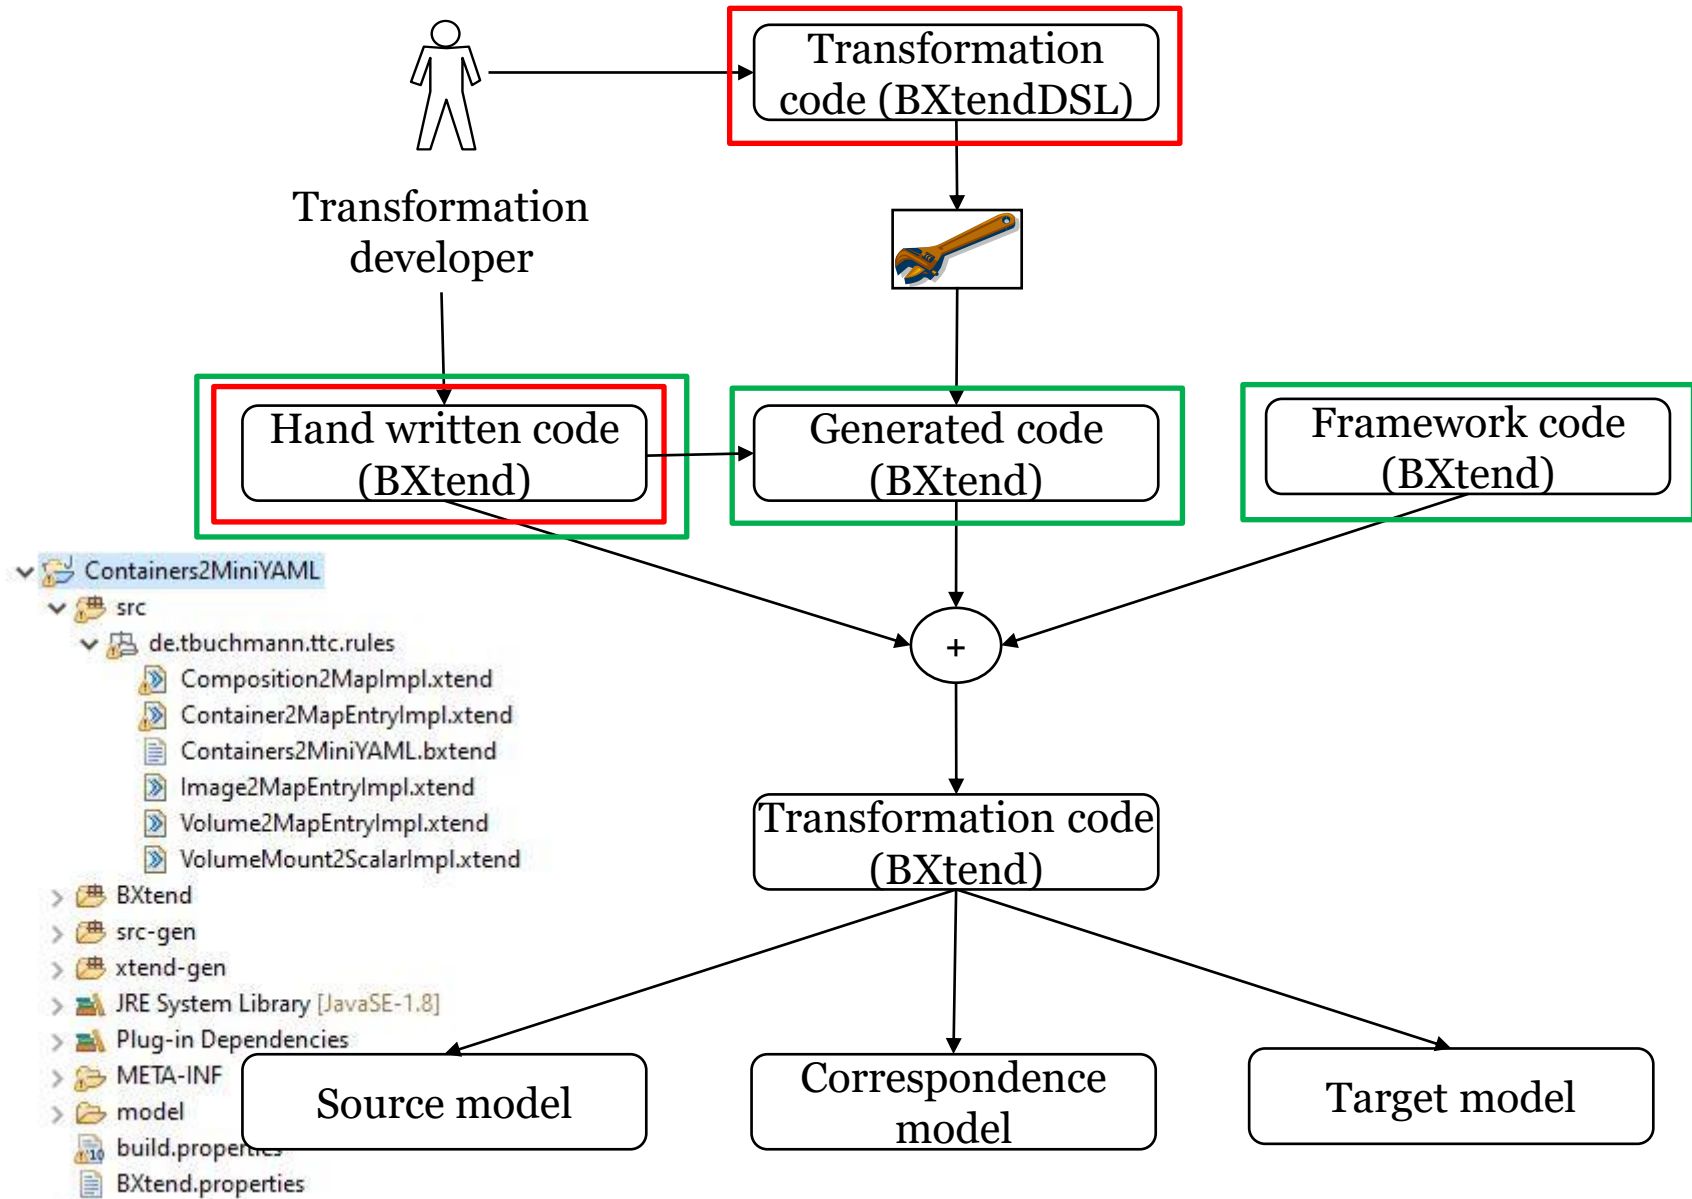 Transformation
code (BXtendDSL)
Transformation
developer
Hand written code
(BXtend)
Generated code
(BXtend)
Framework code
(BXtend)
+
Transformation code
(BXtend)
Source model
Correspondence
model
Target model
Containers2MiniYAML
src
de.tbuchmann.ttc.rules
Composition2MapImpl.xtend
Container2MapEntryImpl.xtend
Containers2MiniYAML.bxtend
Image2MapEntryImpl.xtend
Volume2MapEntryImpl.xtend
VolumeMount2ScalarImpl.xtend
BXtend
src-gen
xtend-gen
JRE System Library [JavaSE-1.8]
Plug-in Dependencies
META-INF
model
build.properties
BXtend.properties